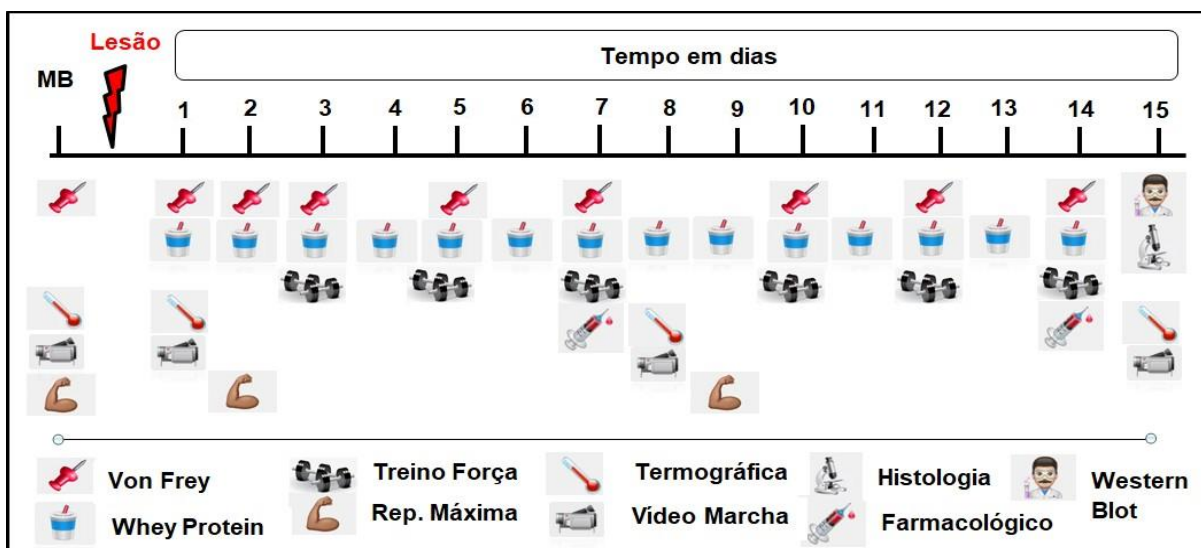 Lesão
Tempo em dias
MB
1 2 3 4 5 6 7 8 9 10 11 12 13 14 15
Von Frey
Treino Força
Termográfica
Histologia
Western
Blot
Whey Protein
Rep. Máxima
Video Marcha
Farmacológico